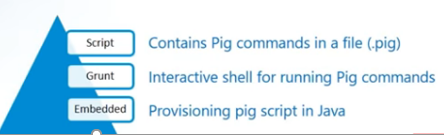 Script Contains Pig commands in a file (.pig)
Grunt Interactive shell for running Pig commands
Embedded Provisioning pig script in Java